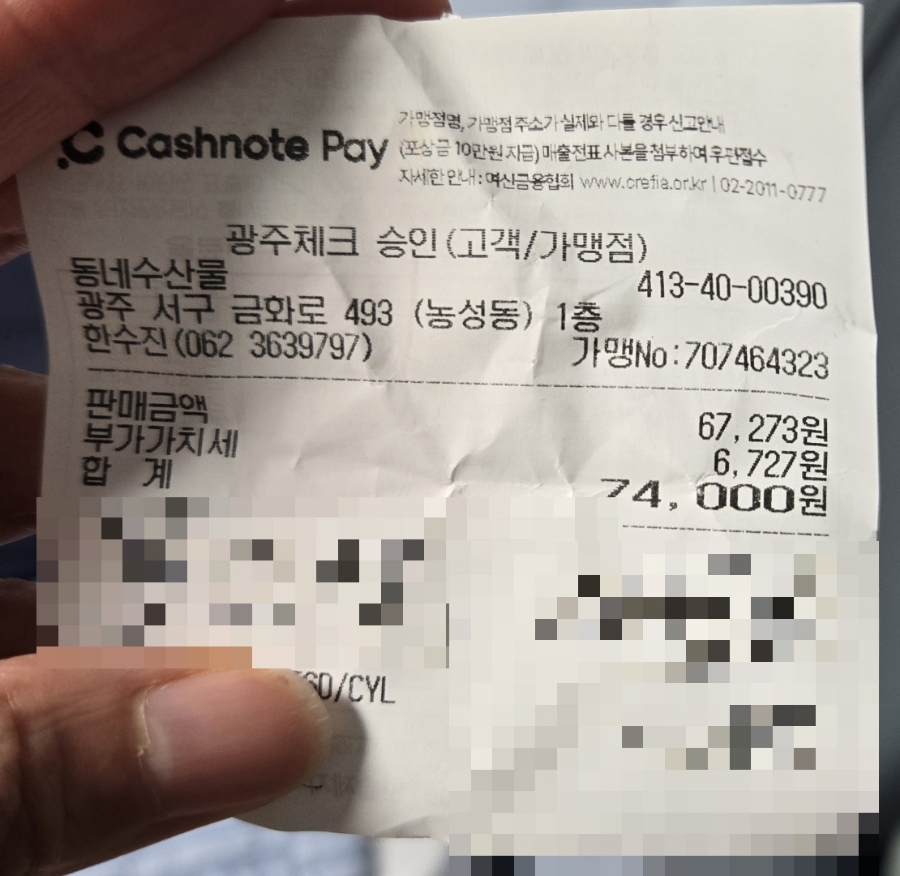 Cashnote Pay
가맹점명, 가맹점주소가 실제와 다를 경우 신고안내
(포상금 10만원 지급) 매출전표 사본을 첨부하여 우편접수
자세한 안내 : 여신금융협회 www.crefia.or.kr | 02-2011-0777
광주체크 승인(고객/가맹점)
동네수산물 413-40-00390
광주 서구 금화로 493 (농성동) 1층
한수진(062 3639797) 가맹No:707464323
판매금액 67,273원
부가가치세 6,727원
합 계 74,000원
/CYL